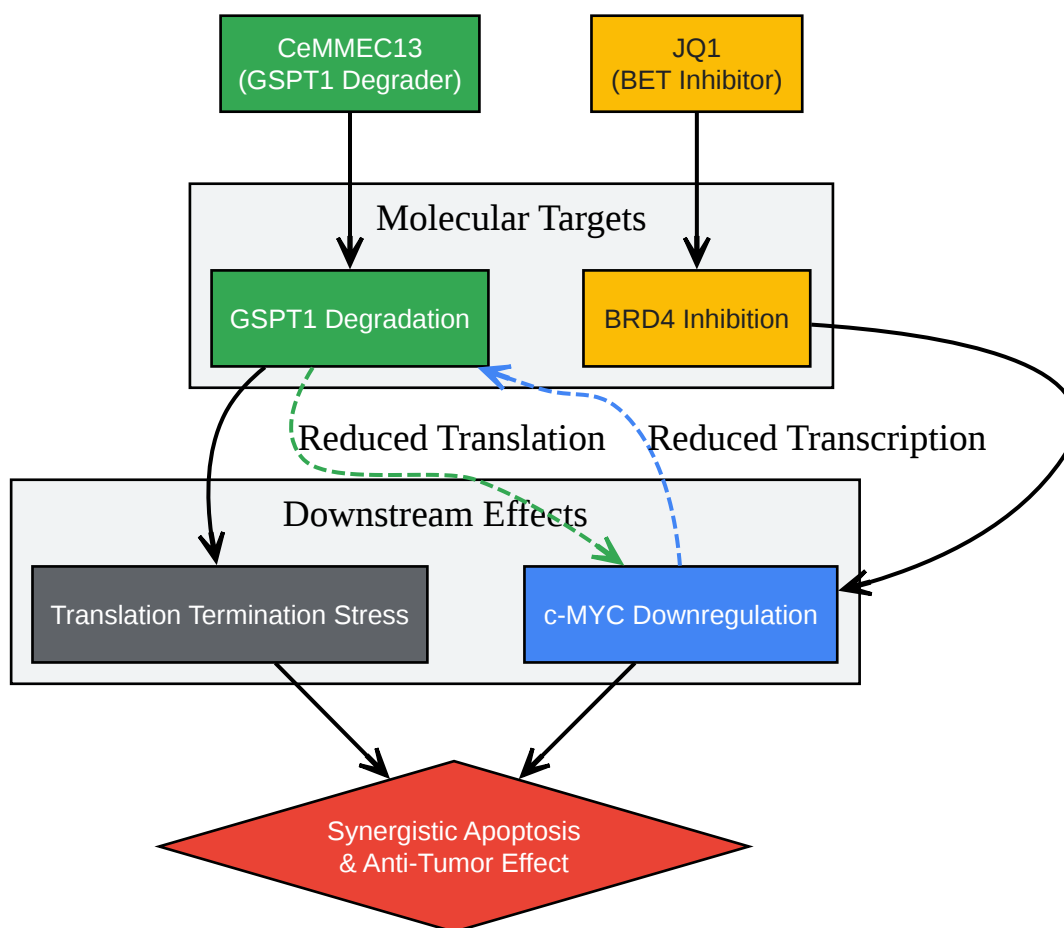 CeMMEC13
(GSPT1 Degrader)
JQ1
(BET Inhibitor)
Molecular Targets
GSPT1 Degradation
BRD4 Inhibition
Reduced Translation
Reduced Transcription
Downstream Effects
Translation Termination Stress
c-MYC Downregulation
Synergistic Apoptosis
& Anti-Tumor Effect